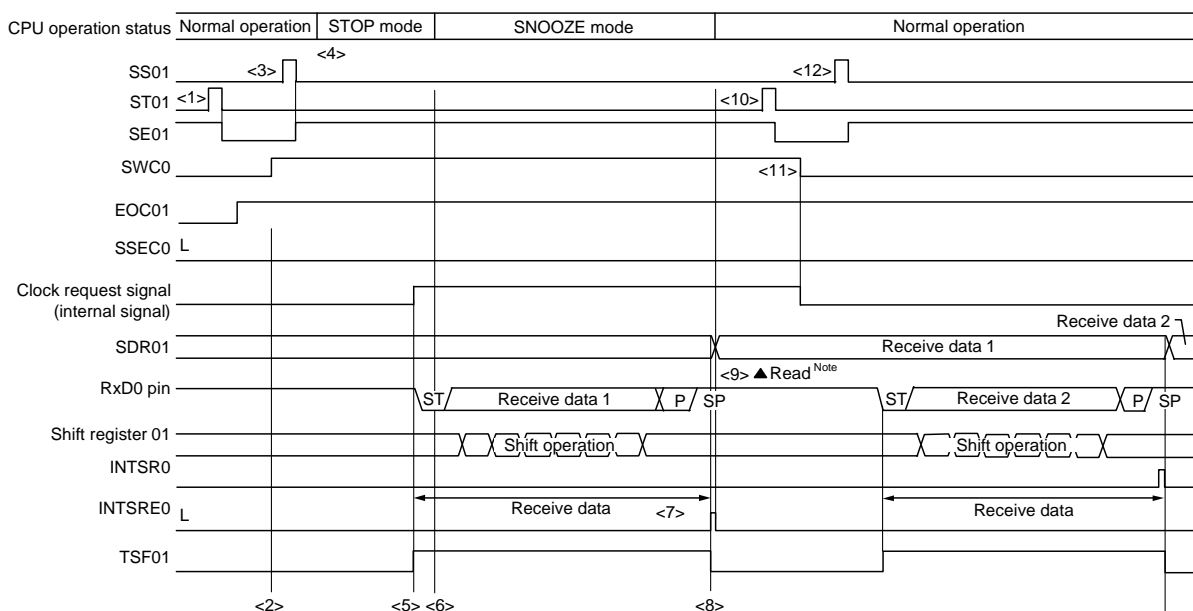 CPU operation status Normal operation STOP mode SNOOZE mode Normal operation
<4>
SS01 <3> <12>
ST01 <1> <10>
SE01
SWC0 <11>
EOC01
SSEC0 L
Clock request signal
(internal signal)
Receive data 2
SDR01 Receive data 1
<9> ▲ Read Note
RxD0 pin ST Receive data 1 P SP ST Receive data 2 P SP
Shift register 01 Shift operation Shift operation
INTSR0
Receive data <7> Receive data
INTSRE0 L
TSF01
<2> <5> <6> <8>